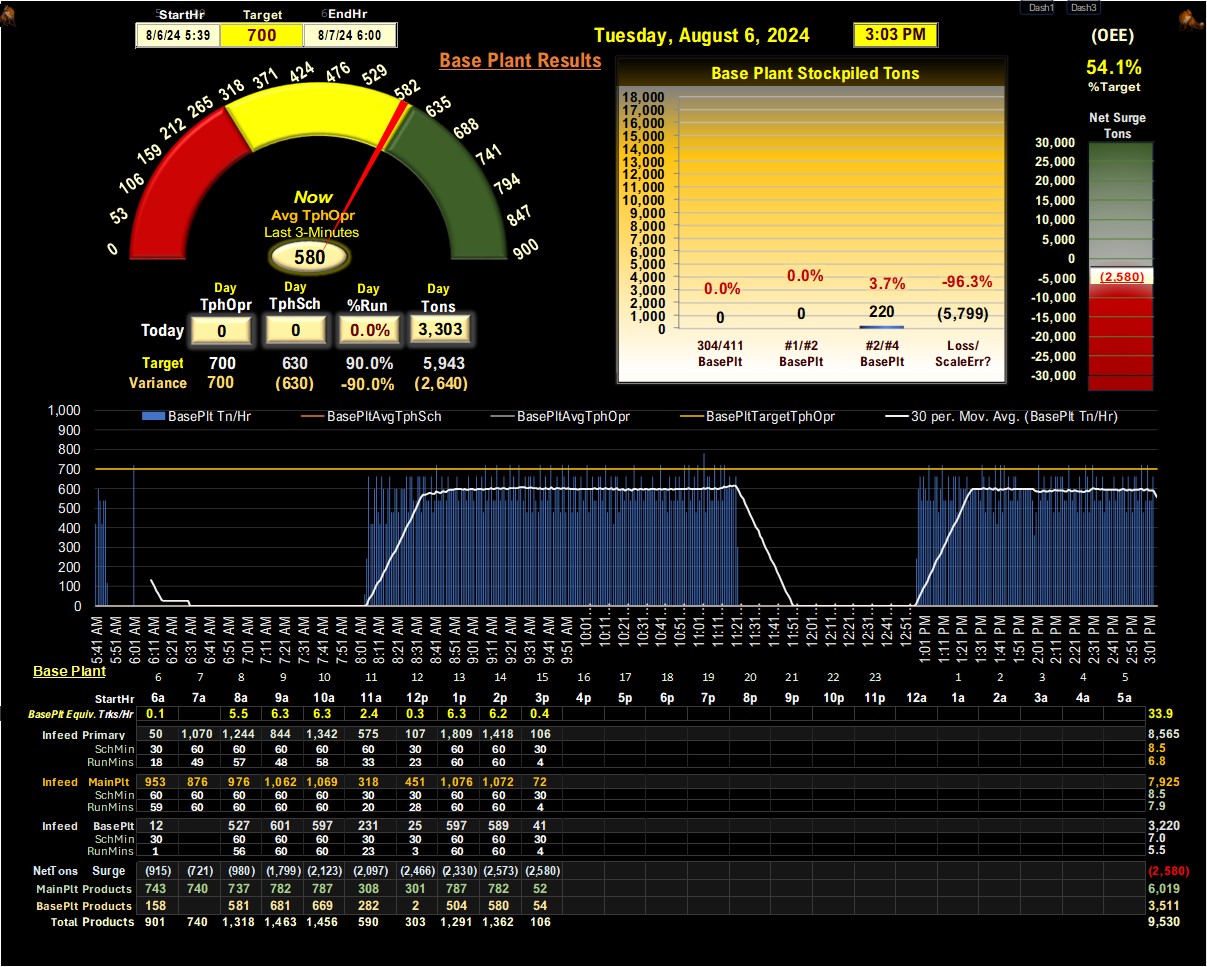 StartHr Target EndHr
8/6/24 5:39 700 8/7/24 6:00
Dash1 Dash3
Tuesday, August 6, 2024 3:03 PM
(OEE)
54.1%
%Target
Base Plant Results
0 53 106 159 212 265 318 371 424 476 529 582 635 688 741 794 847 900
Now
Avg TphOpr
Last 3-Minutes
580
Day Day Day Day
TphOpr TphSch %Run Tons
Today 0 0 0.0% 3,303
Target 700 630 90.0% 5,943
Variance 700 (630) -90.0% (2,640)
Base Plant Stockpiled Tons
18,000
17,000
16,000
15,000
14,000
13,000
12,000
11,000
10,000
9,000
8,000
7,000
6,000
5,000
4,000
3,000
2,000
1,000
0
0.0% 0.0% 3.7% -96.3%
0 0 220 (5,799)
304/411 #1/#2 #2/#4 Loss/
BasePlt BasePlt BasePlt ScaleErr?
Net Surge
Tons
30,000
25,000
20,000
15,000
10,000
5,000
0
-5,000
-10,000
-15,000
-20,000
-25,000
-30,000
(2,580)
BasePlt Tn/Hr BasePltAvgTphSch BasePltAvgTphOpr BasePltTargetTphOpr 30 per. Mov. Avg. (BasePlt Tn/Hr)
1,000
900
800
700
600
500
400
300
200
100
0
5:44 AM 5:51 AM 6:01 AM 6:11 AM 6:21 AM 6:31 AM 6:41 AM 6:51 AM 7:01 AM 7:11 AM 7:21 AM 7:31 AM 7:41 AM 7:51 AM 8:01 AM 8:11 AM 8:21 AM 8:31 AM 8:41 AM 8:51 AM 9:01 AM 9:11 AM 9:21 AM 9:34 AM 9:44 AM 9:51 AM 10:01… 10:11… 10:21… 10:31… 10:41… 10:51… 11:01… 11:11… 11:21… 11:31… 11:41… 11:51… 12:01… 12:11… 12:21… 12:31… 12:41… 12:51… 1:01 PM 1:11 PM 1:21 PM 1:31 PM 1:41 PM 1:51 PM 2:01 PM 2:11 PM 2:21 PM 2:31 PM 2:41 PM 2:51 PM 3:01 PM
Base Plant 6 7 8 9 10 11 12 13 14 15 16 17 18 19 20 21 22 23 1 2 3 4 5
StartHr 6a 7a 8a 9a 10a 11a 12p 1p 2p 3p 4p 5p 6p 7p 8p 9p 10p 11p 12a 1a 2a 3a 4a 5a
BasePlt Equiv. Trks/Hr 0.1 5.5 6.3 6.3 2.4 0.3 6.3 6.2 0.4 33.9
Infeed Primary 50 1,070 1,244 844 1,342 575 107 1,809 1,418 106 8,565
SchMin 30 60 60 60 60 60 30 60 60 30 8.5
RunMins 18 49 57 48 58 33 23 60 60 4 6.8
Infeed MainPlt 953 876 976 1,062 1,069 318 451 1,076 1,072 72 7,925
SchMin 60 60 60 60 60 30 30 60 60 30 8.5
RunMins 59 60 60 60 60 20 28 60 60 4 7.9
Infeed BasePlt 12 527 601 597 231 25 597 589 41 3,220
SchMin 30 60 60 60 30 30 60 60 30 7.0
RunMins 1 56 60 60 23 3 60 60 4 5.5
NetTons Surge (915) (721) (980) (1,799) (2,123) (2,097) (2,466) (2,330) (2,573) (2,580) (2,580)
MainPlt Products 743 740 737 782 787 308 301 787 782 52 6,019
BasePlt Products 158 581 681 669 282 2 504 580 54 3,511
Total Products 901 740 1,318 1,463 1,456 590 303 1,291 1,362 106 9,530